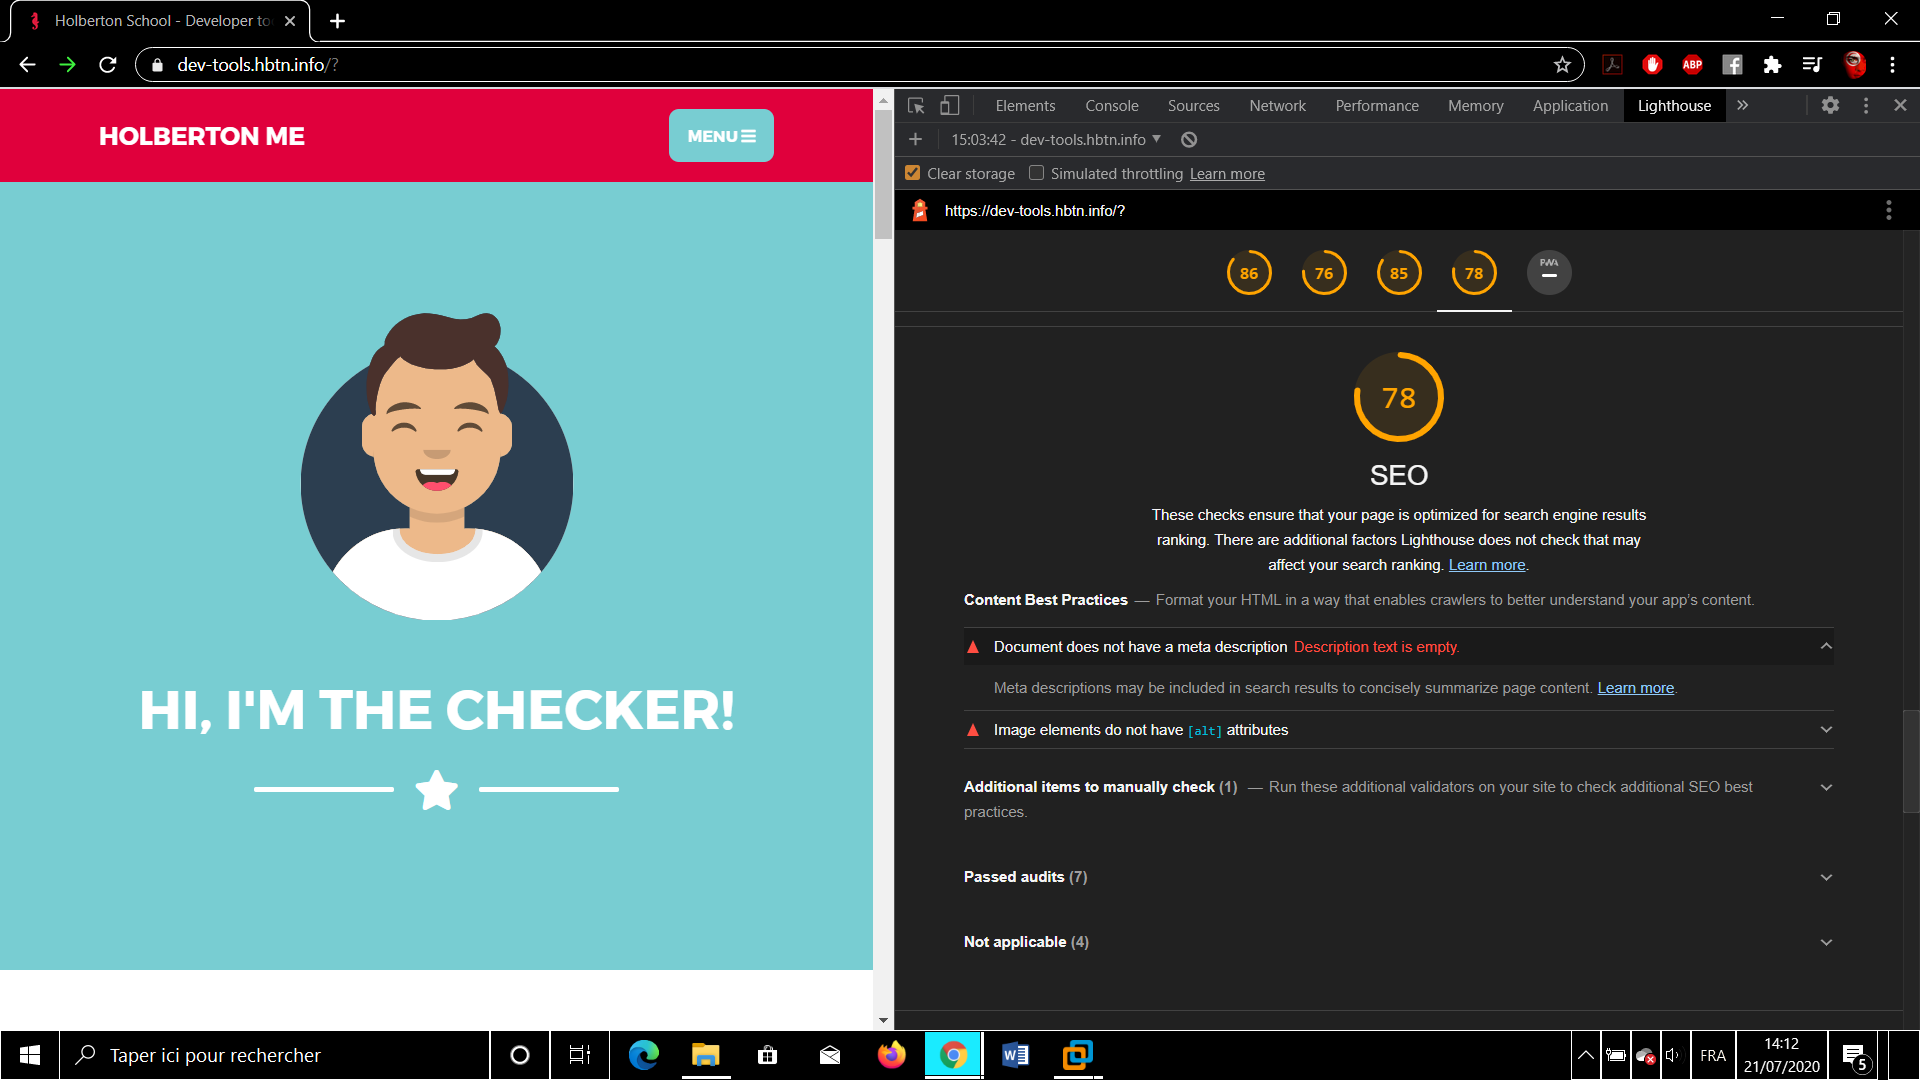 Holberton School - Developer to
dev-tools.hbtn.info/?
ABP
HOLBERTON ME
MENU
HI, I'M THE CHECKER!
Elements Console Sources Network Performance Memory Application Lighthouse
15:03:42 - dev-tools.hbtn.info
Clear storage Simulated throttling Learn more
https://dev-tools.hbtn.info/?
86 76 85 78 PWA
78
SEO
These checks ensure that your page is optimized for search engine results
ranking. There are additional factors Lighthouse does not check that may
affect your search ranking. Learn more.
Content Best Practices — Format your HTML in a way that enables crawlers to better understand your app's content.
Document does not have a meta description Description text is empty.
Meta descriptions may be included in search results to concisely summarize page content. Learn more.
Image elements do not have [alt] attributes
Additional items to manually check (1) — Run these additional validators on your site to check additional SEO best
practices.
Passed audits (7)
Not applicable (4)
Taper ici pour rechercher
FRA
14:12
21/07/2020
5